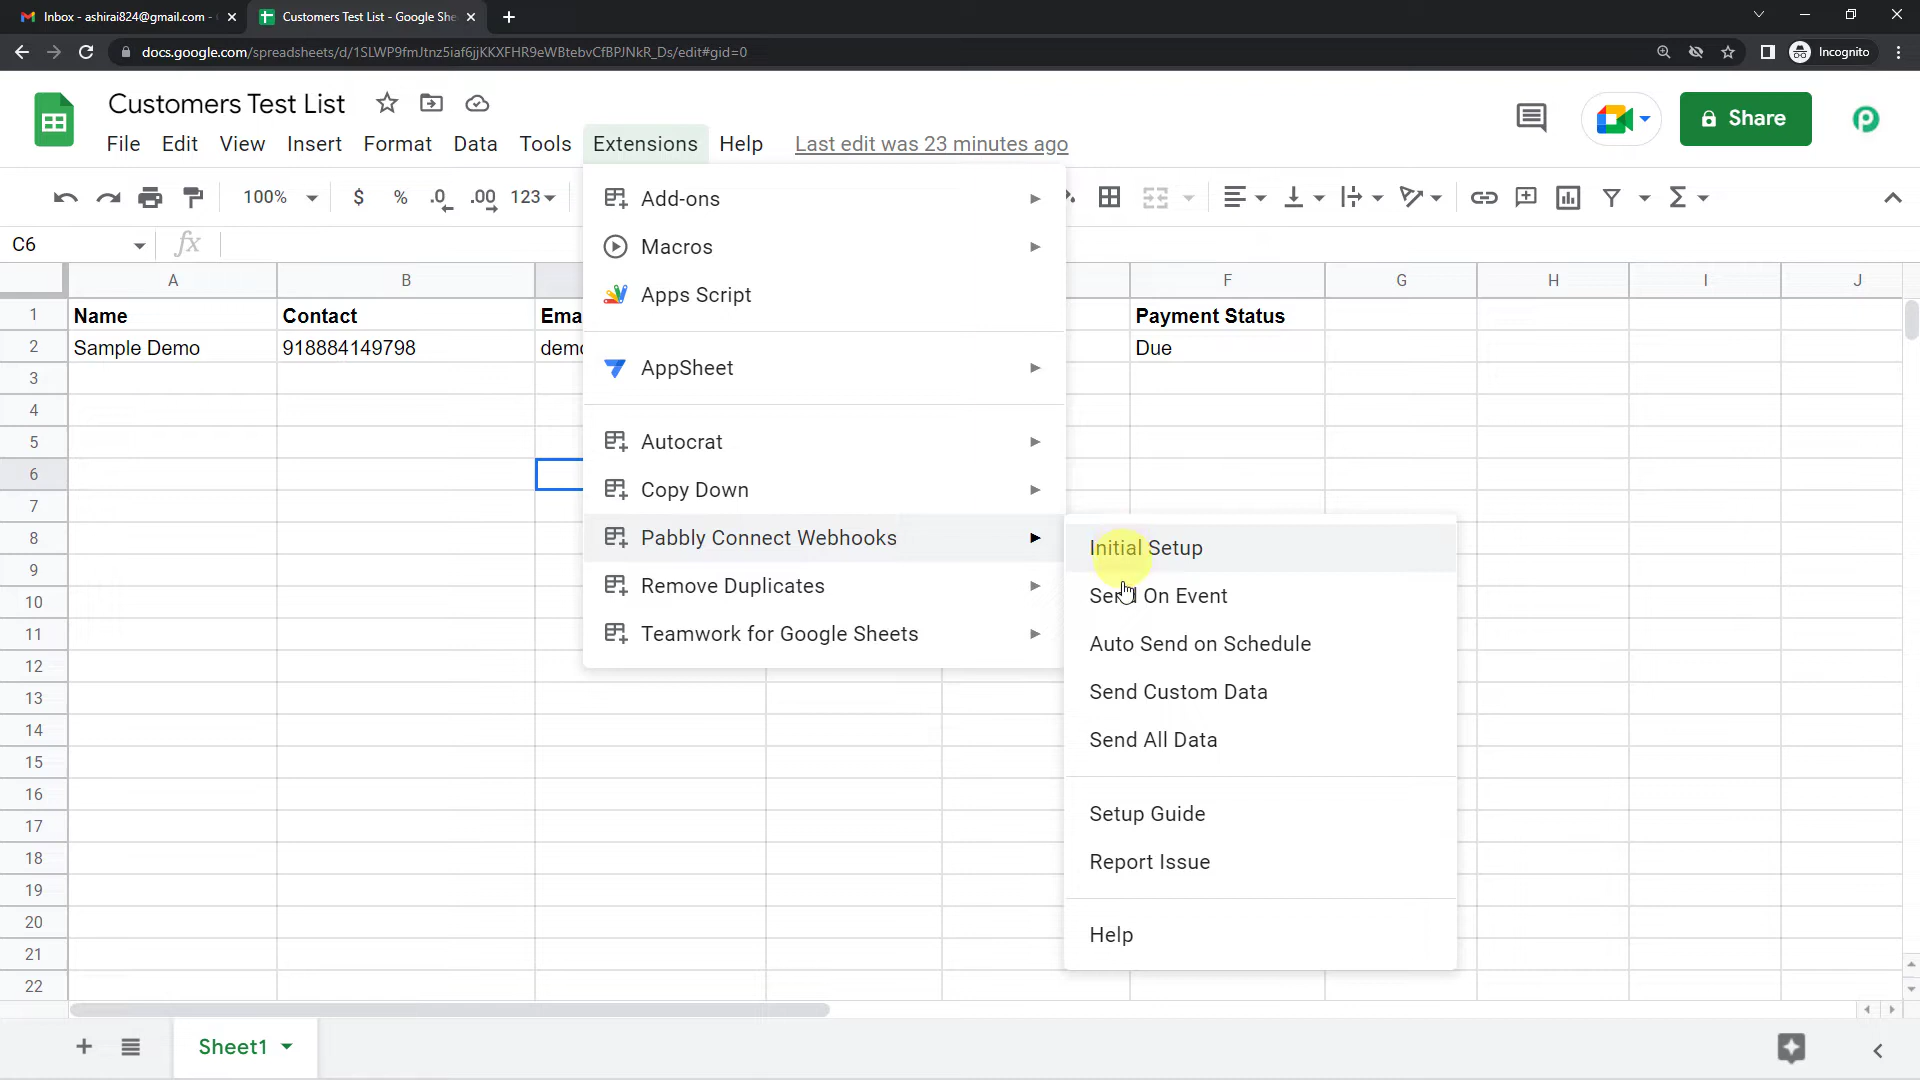 Inbox - ashirai824@gmail.com -
Customers Test List - Google She
docs.google.com/spreadsheets/d/1SLWP9fmJtnz5iaf6jjKKXFHR9eWBtebvCfBPJNkR_Ds/edit#gid=0
Incognito
Customers Test List
Share
File Edit View Insert Format Data Tools Extensions Help Last edit was 23 minutes ago
100% $ % .0 .00 123
C6 fx
A B F G H I J
1 Name Contact Ema Payment Status
2 Sample Demo 918884149798 demo Due
3
4
5
6
7
8
9
10
11
12
13
14
15
16
17
18
19
20
21
22
Add-ons
Macros
Apps Script
AppSheet
Autocrat
Copy Down
Pabbly Connect Webhooks
Remove Duplicates
Teamwork for Google Sheets
Initial Setup
Send On Event
Auto Send on Schedule
Send Custom Data
Send All Data
Setup Guide
Report Issue
Help
Sheet1